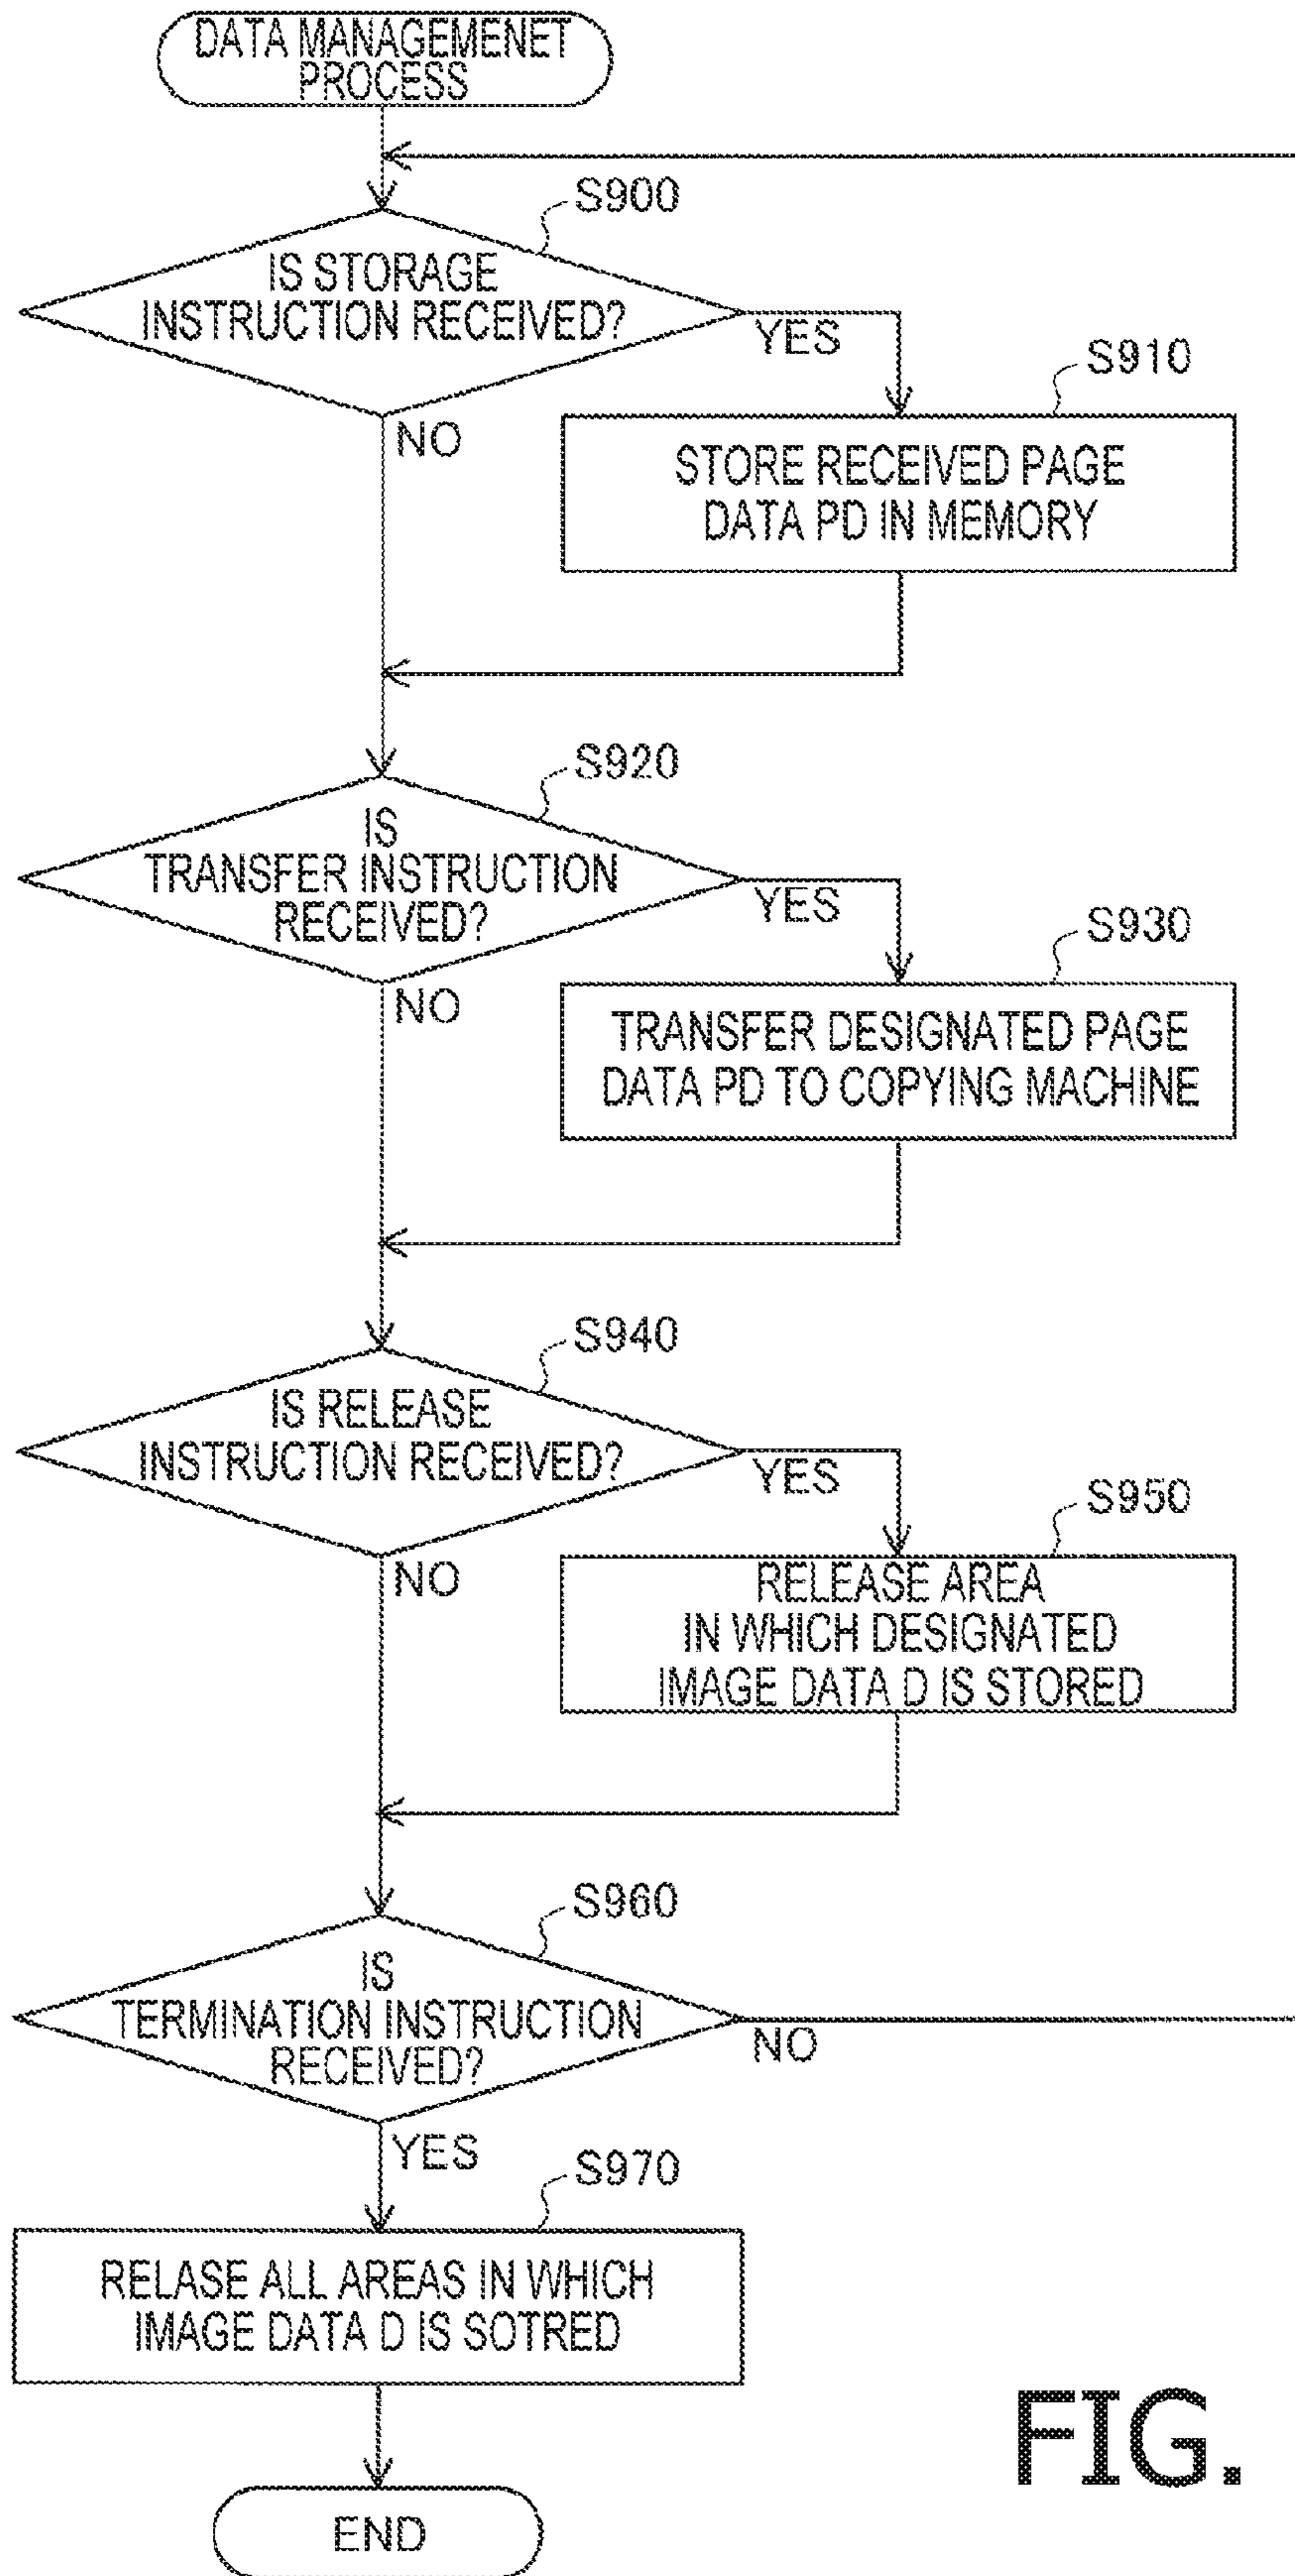 DATA MANAGEMENET
PROCESS
S900
IS STORAGE
INSTRUCTION RECEIVED?
YES
NO
S910
STORE RECEIVED PAGE
DATA PD IN MEMORY
S920
IS
TRANSFER INSTRUCTION
RECEIVED?
YES
NO
S930
TRANSFER DESIGNATED PAGE
DATA PD TO COPYING MACHINE
S940
IS RELEASE
INSTRUCTION RECEIVED?
YES
NO
S950
RELEASE AREA
IN WHICH DESIGNATED
IMAGE DATA D IS STORED
S960
IS
TERMINATION INSTRUCTION
RECEIVED?
NO
YES
S970
RELASE ALL AREAS IN WHICH
IMAGE DATA D IS SOTRED
END
FIG.